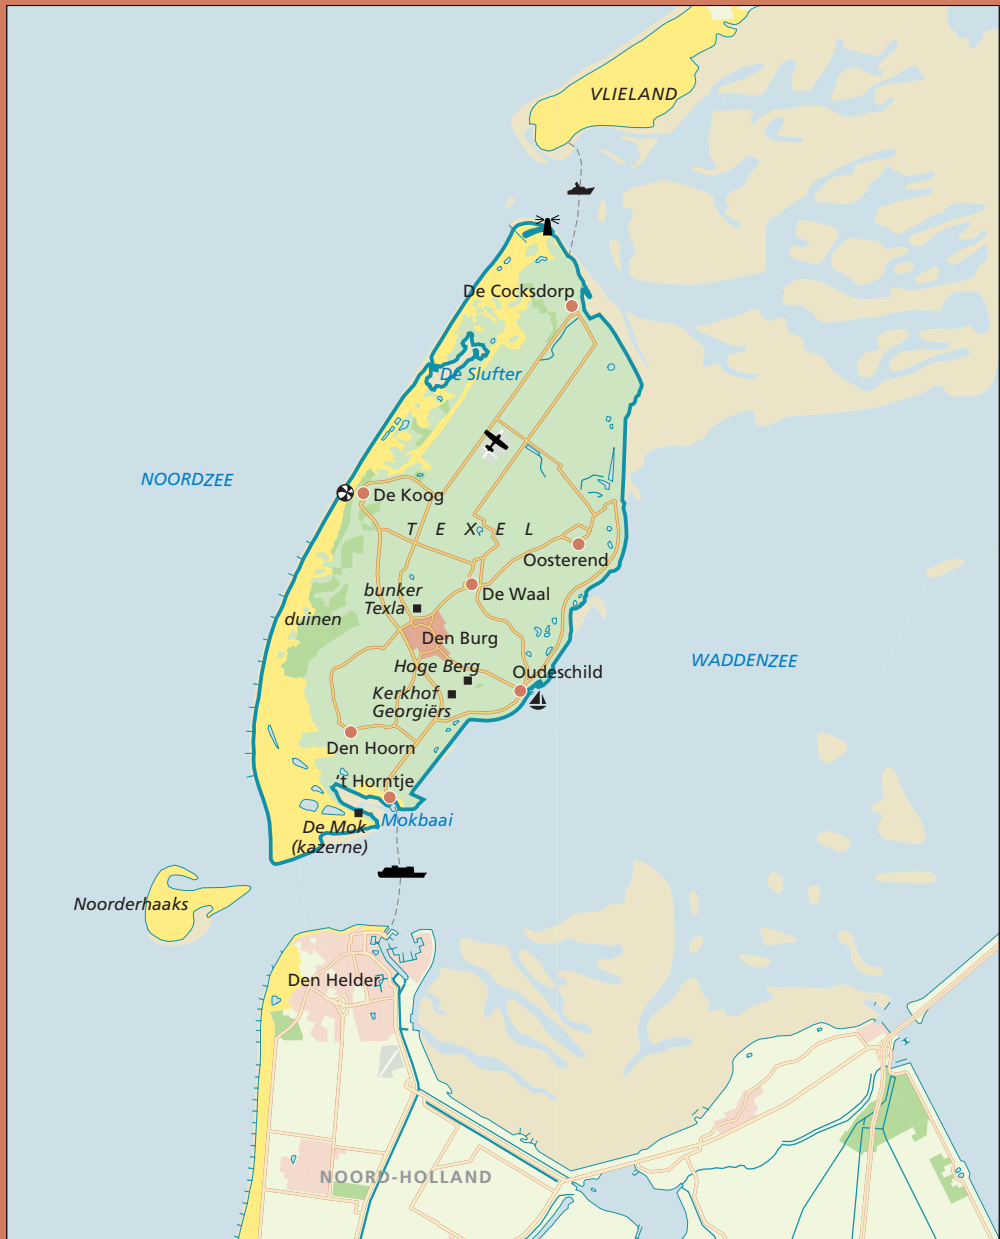 VLIELAND
De Cocksdorp
De Slufter
NOORDZEE
De Koog
TEXEL
Oosterend
bunker
Texla
De Waal
duinen
Den Burg
WADDENZEE
Hoge Berg
Oudeschild
Kerkhof
Georgiërs
Den Hoorn
't Horntje
Mokbaai
De Mok
(kazerne)
Noorderhaaks
Den Helder
NOORD-HOLLAND